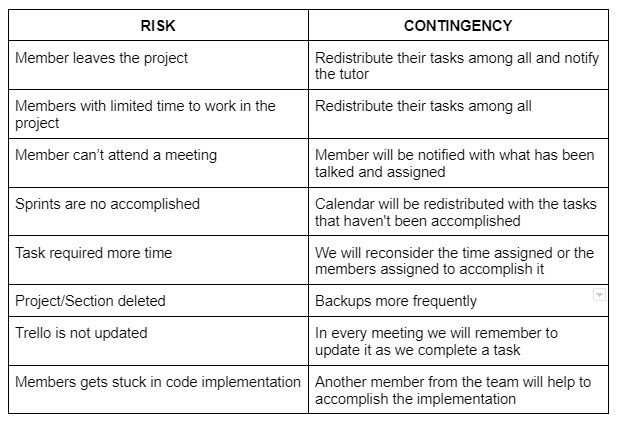 RISK
CONTINGENCY
Member leaves the project
Redistribute their tasks among all and notify
the tutor
Members with limited time to work in the
project
Redistribute their tasks among all
Member can't attend a meeting
Member will be notified with what has been
talked and assigned
Sprints are no accomplished
Calendar will be redistributed with the tasks
that haven't been accomplished
Task required more time
We will reconsider the time assigned or the
members assigned to accomplish it
Project/Section deleted
Backups more frequently
Trello is not updated
In every meeting we will remember to
update it as we complete a task
Members gets stuck in code implementation
Another member from the team will help to
accomplish the implementation